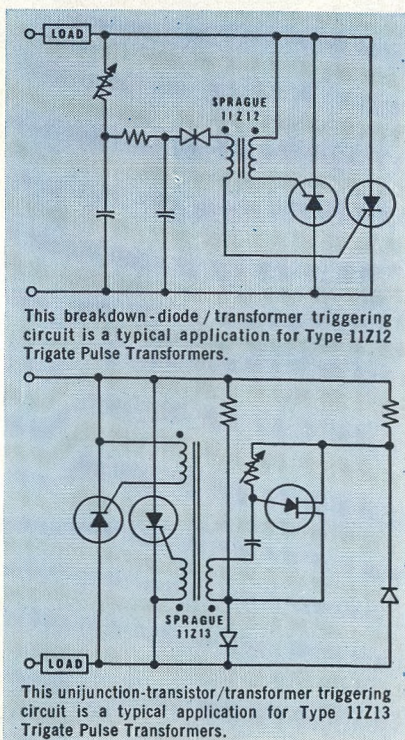 LOAD
SPRAGUE
11Z12
This breakdown-diode / transformer triggering
circuit is a typical application for Type 11Z12
Trigate Pulse Transformers.
SPRAGUE
11Z13
LOAD
This unijunction-transistor/transformer triggering
circuit is a typical application for Type 11Z13
Trigate Pulse Transformers.